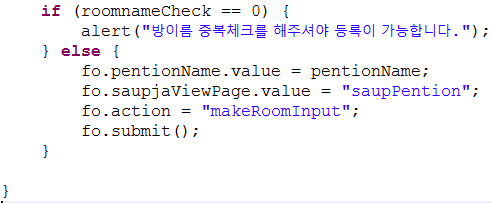 if (roomnameCheck == 0) {
alert("방이름 중복체크를 해주셔야 등록이 가능합니다.");
} else {
fo.pentionName.value = pentionName;
fo.saupjaViewPage.value = "saupPention";
fo.action = "makeRoomInput";
fo.submit();
}
}